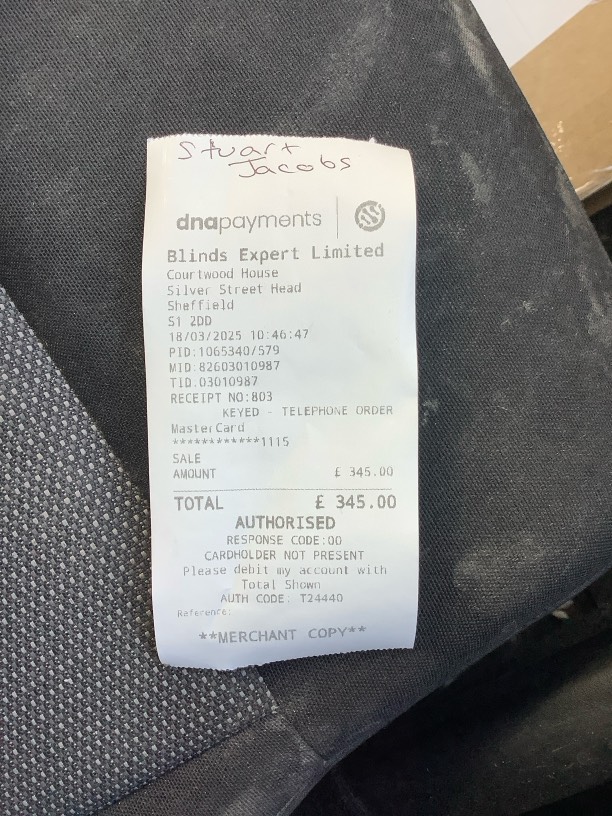 Stuart
Jacobs
dnapayments
Blinds Expert Limited
Courtwood House
Silver Street Head
Sheffield
S1 2DD
18/03/2025 10:46:47
PID:1065340/579
MID:82603010987
TID:03010987
RECEIPT NO:803
KEYED - TELEPHONE ORDER
MasterCard
************1115
SALE
AMOUNT £ 345.00
TOTAL £ 345.00
AUTHORISED
RESPONSE CODE:00
CARDHOLDER NOT PRESENT
Please debit my account with
Total Shown
AUTH CODE: T24440
Reference:
**MERCHANT COPY**